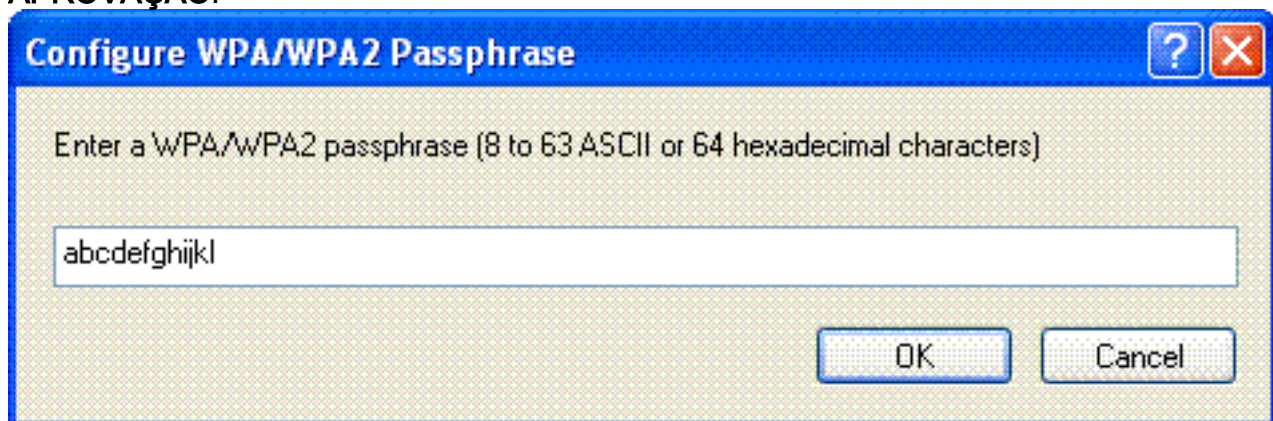 APROVAÇÃO.
Configure WPA/WPA2 Passphrase
Enter a WPA/WPA2 passphrase (8 to 63 ASCII or 64 hexadecimal characters)
abcdefghijkl
OK Cancel